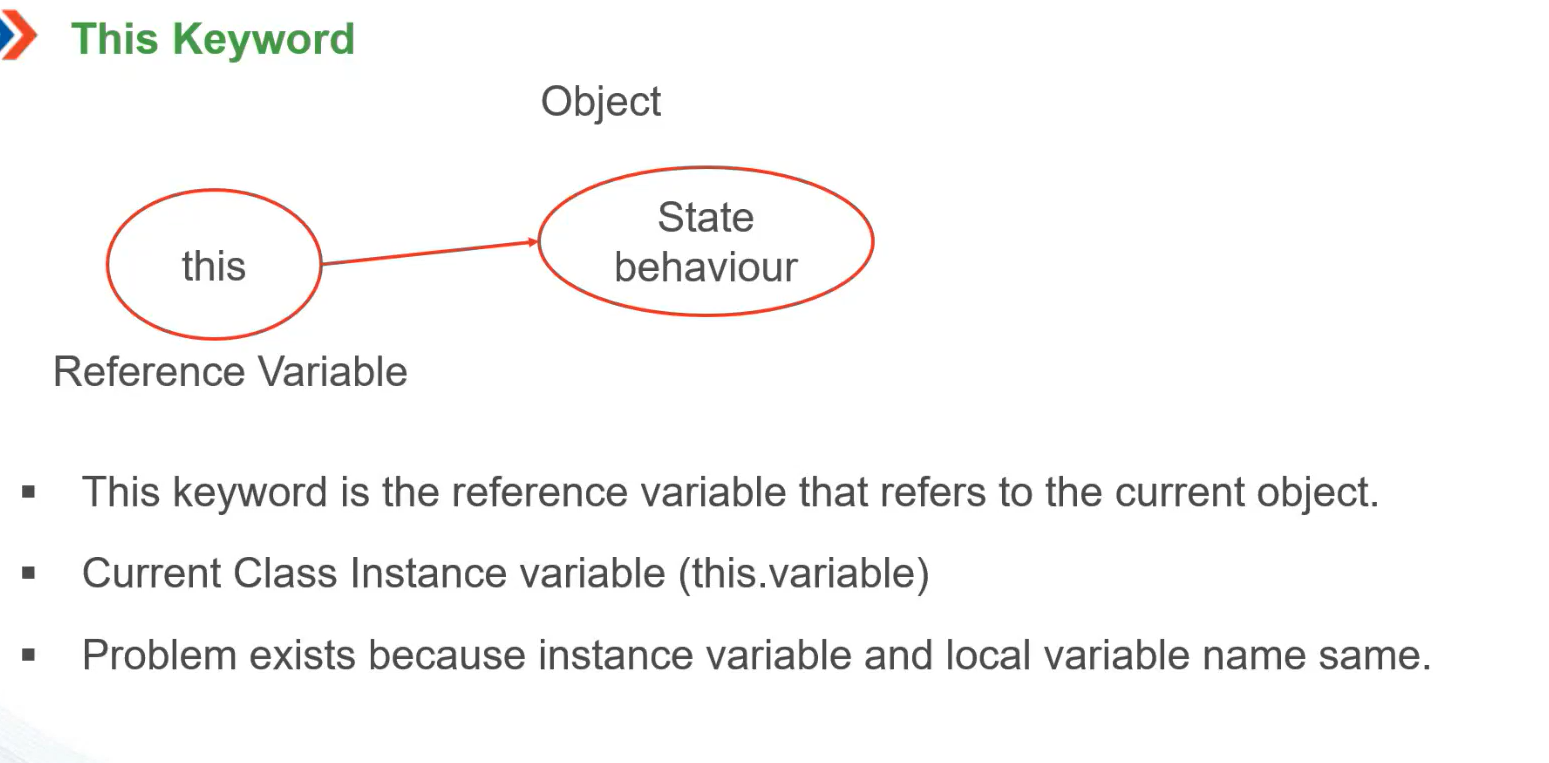 This Keyword
Object
State
behaviour
this
Reference Variable
▪ This keyword is the reference variable that refers to the current object.
▪ Current Class Instance variable (this.variable)
▪ Problem exists because instance variable and local variable name same.